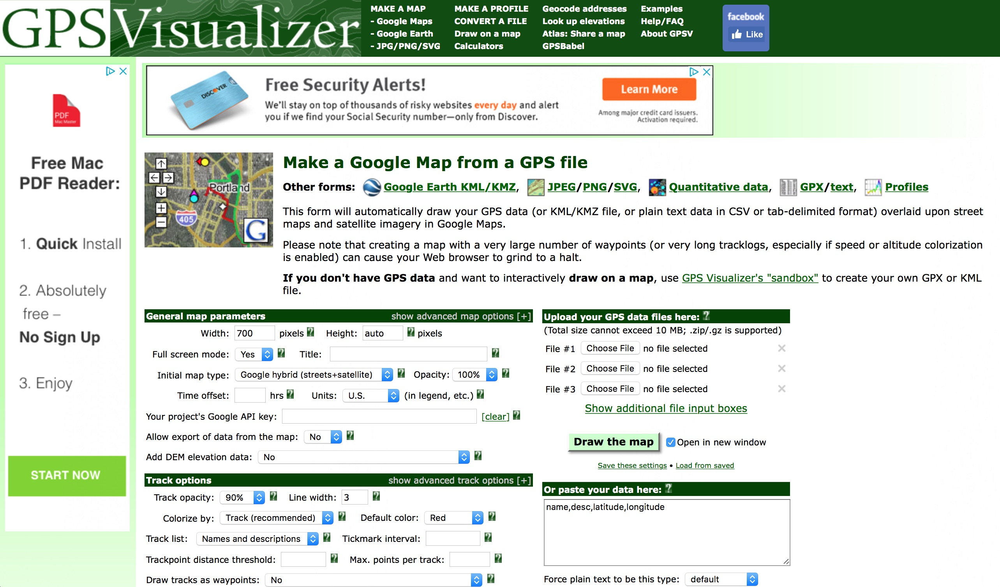 GPSVisualizer
MAKE A MAP
- Google Maps
- Google Earth
- JPG/PNG/SVG
MAKE A PROFILE
CONVERT A FILE
Draw on a map
Calculators
Geocode addresses
Look up elevations
Atlas: Share a map
GPSBabel
Examples
Help/FAQ
About GPSV
facebook
Like
PDF
Mac Master
Free Mac
PDF Reader:
1. Quick Install
2. Absolutely
free –
No Sign Up
3. Enjoy
START NOW
DISCOVER
Free Security Alerts!
We'll stay on top of thousands of risky websites every day and alert
you if we find your Social Security number—only from Discover.
Learn More
Among major credit card issuers.
Activation required.
Portland
405
G
Make a Google Map from a GPS file
Other forms: Google Earth KML/KMZ, JPEG/PNG/SVG, Quantitative data, GPX/text, Profiles
This form will automatically draw your GPS data (or KML/KMZ file, or plain text data in CSV or tab-delimited format) overlaid upon street
maps and satellite imagery in Google Maps.
Please note that creating a map with a very large number of waypoints (or very long tracklogs, especially if speed or altitude colorization
is enabled) can cause your Web browser to grind to a halt.
If you don't have GPS data and want to interactively draw on a map, use GPS Visualizer's "sandbox" to create your own GPX or KML
file.
General map parameters show advanced map options [+]
Width: 700 pixels ? Height: auto ? pixels
Full screen mode: Yes ? Title: ?
Initial map type: Google hybrid (streets+satellite) ? Opacity: 100% ?
Time offset: hrs ? Units: U.S. (in legend, etc.) ?
Your project's Google API key: [clear] ?
Allow export of data from the map: No ?
Add DEM elevation data: No ?
Track options show advanced track options [+]
Track opacity: 90% ? Line width: 3 ?
Colorize by: Track (recommended) ? Default color: Red ?
Track list: Names and descriptions ? Tickmark interval: ?
Trackpoint distance threshold: ? Max. points per track: ?
Draw tracks as waypoints: No ?
Upload your GPS data files here: ?
(Total size cannot exceed 10 MB; .zip/.gz is supported)
File #1 Choose File no file selected
File #2 Choose File no file selected
File #3 Choose File no file selected
Show additional file input boxes
Draw the map Open in new window
Save these settings • Load from saved
Or paste your data here: ?
name,desc,latitude,longitude
Force plain text to be this type: default